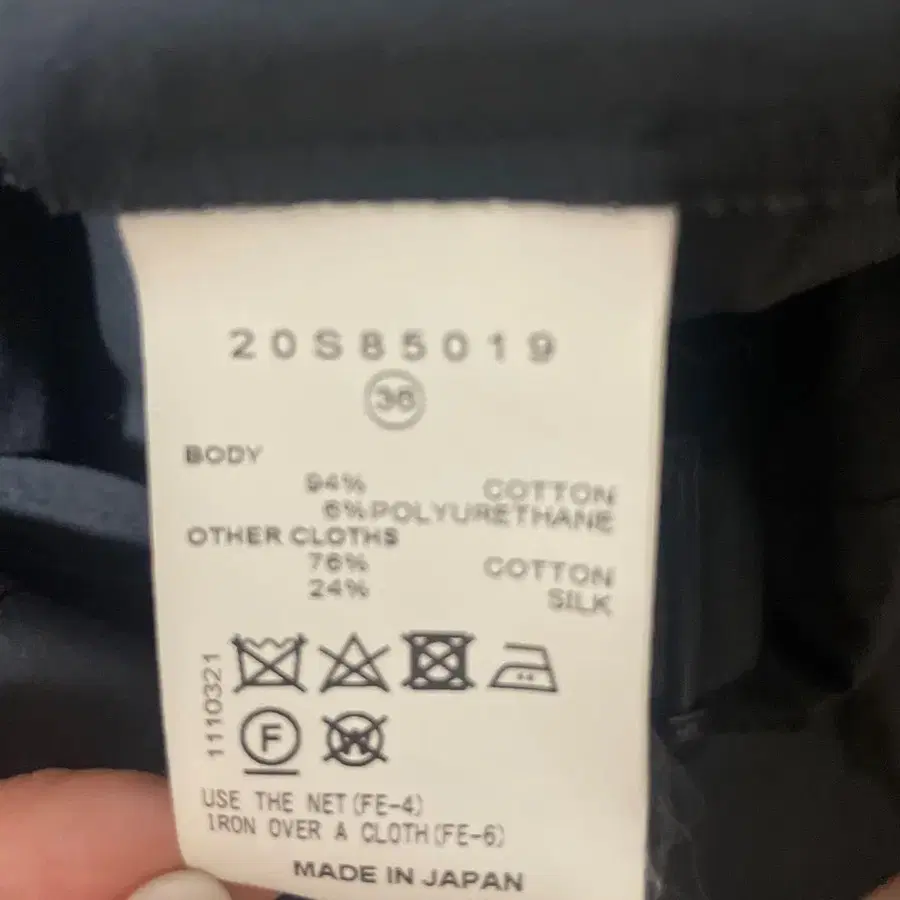 20S85019
36
BODY
94% COTTON
6% POLYURETHANE
OTHER CLOTHS
76% COTTON
24% SILK
1110321
F
W
USE THE NET(FE-4)
IRON OVER A CLOTH(FE-6)
MADE IN JAPAN